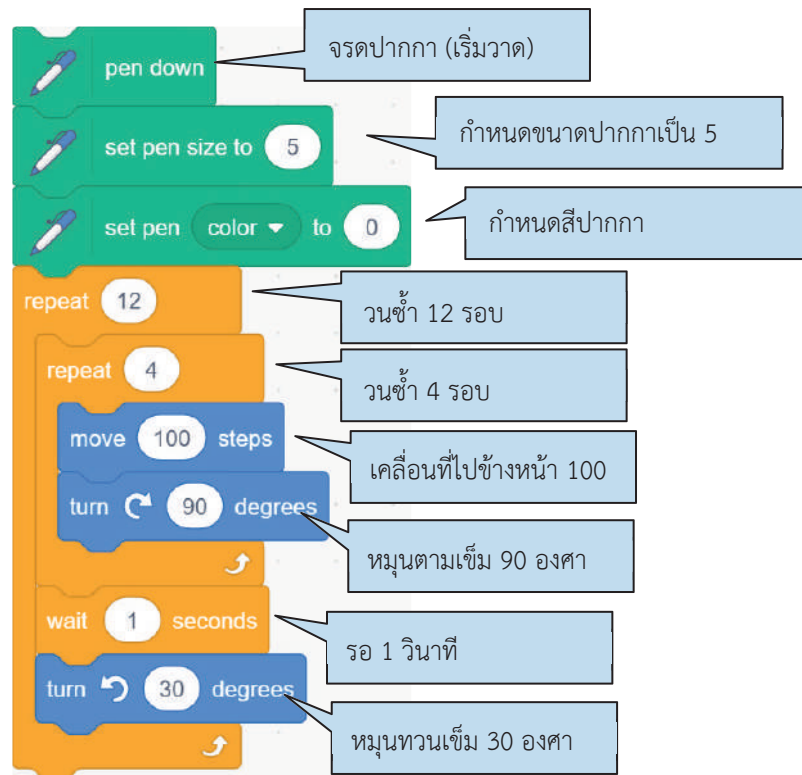 pen down
จรดปากกา (เริ่มวาด)
set pen size to 5
กำหนดขนาดปากกาเป็น 5
set pen color to 0
กำหนดสีปากกา
repeat 12
วนซ้ำ 12 รอบ
repeat 4
วนซ้ำ 4 รอบ
move 100 steps
เคลื่อนที่ไปข้างหน้า 100
turn 90 degrees
หมุนตามเข็ม 90 องศา
wait 1 seconds
รอ 1 วินาที
turn 30 degrees
หมุนทวนเข็ม 30 องศา